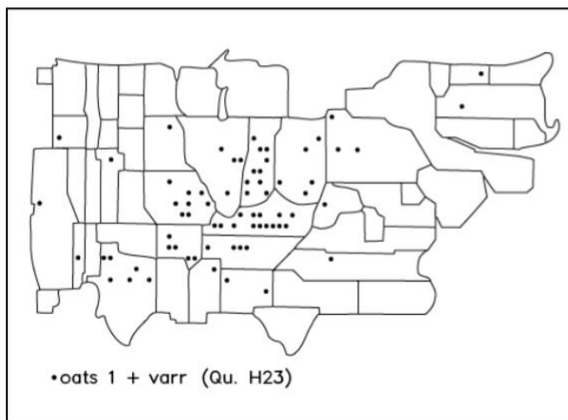 •oats 1 + varr (Qu. H23)